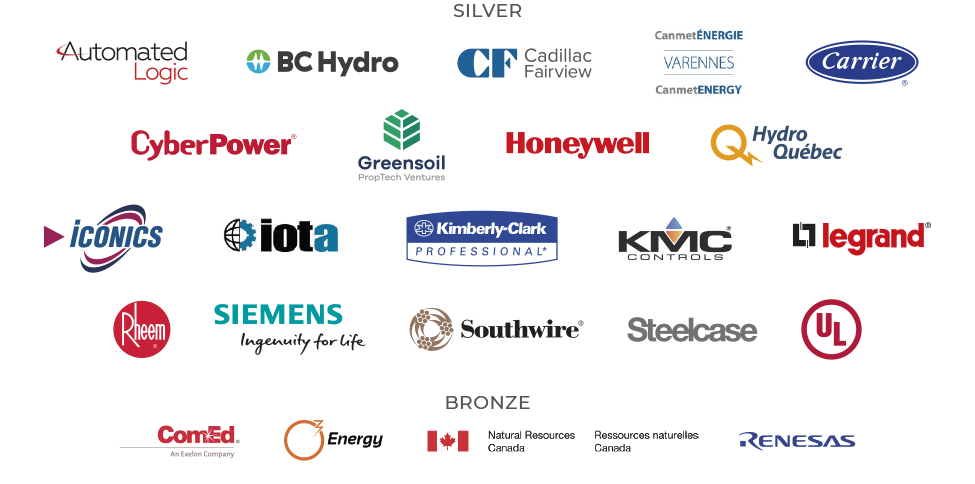 SILVER
Automated
Logic
BC Hydro
CF Cadillac
Fairview
CanmetÉNERGIE
VARENNES
CanmetENERGY
Carrier®
CyberPower®
Greensoil
PropTech Ventures
Honeywell
Hydro
Québec
ICONICS
iota
Kimberly-Clark
PROFESSIONAL*
KMC®
CONTROLS
legrand®
Rheem®
SIEMENS
Ingenuity for life
Southwire®
Steelcase
UL
BRONZE
ComEd®
An Exelon Company
Energy
Natural Resources
Canada
Ressources naturelles
Canada
RENESAS